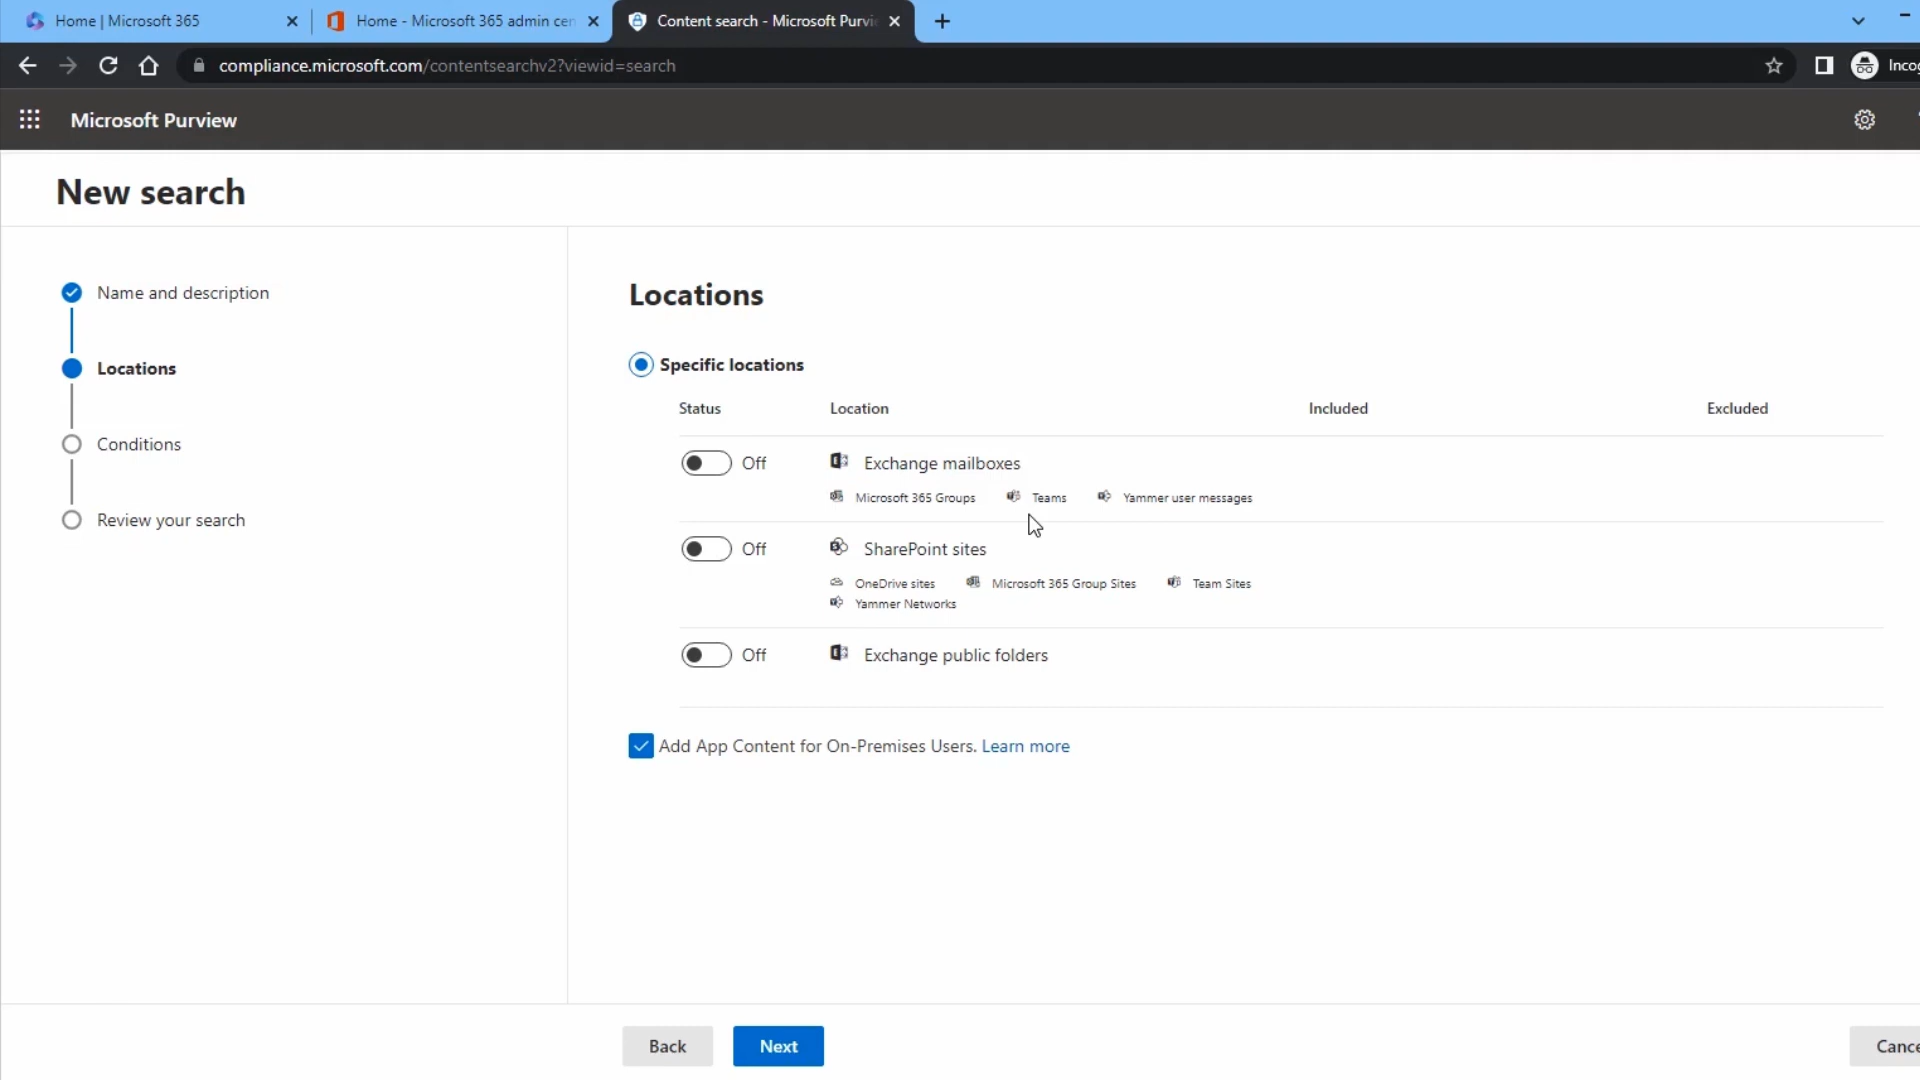 Home | Microsoft 365
Home - Microsoft 365 admin cen
Content search - Microsoft Purvi
compliance.microsoft.com/contentsearchv2?viewid=search
Incog
Microsoft Purview
New search
Name and description
Locations
Conditions
Review your search
Locations
Specific locations
Status Location Included Excluded
Off Exchange mailboxes
Microsoft 365 Groups Teams Yammer user messages
Off SharePoint sites
OneDrive sites Microsoft 365 Group Sites Team Sites
Yammer Networks
Off Exchange public folders
Add App Content for On-Premises Users. Learn more
Back Next Cance